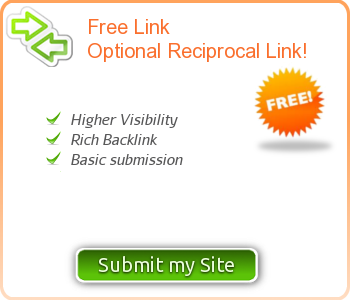 Free Link
Optional Reciprocal Link!
FREE!
Higher Visibility
Rich Backlink
Basic submission
Submit my Site